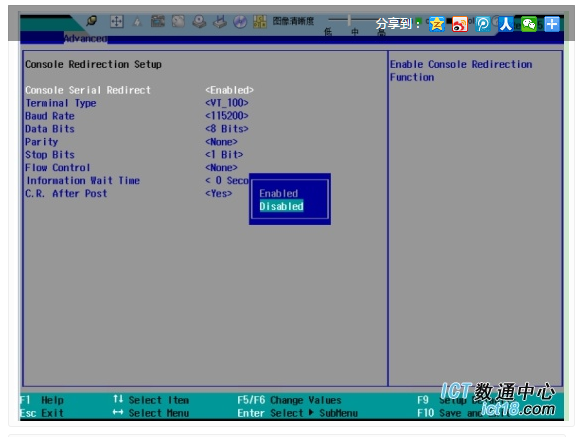 图像清晰度
低 中 高
分享到：
Advanced
Console Redirection Setup
Enable Console Redirection
Function
Console Serial Redirect <Enabled>
Terminal Type <VT_100>
Baud Rate <115200>
Data Bits <8 Bits>
Parity <None>
Stop Bits <1 Bit>
Flow Control <None>
Information Wait Time < 0 Seco
C.R. After Post <Yes>
Enabled
Disabled
F1 Help ↑↓ Select Item F5/F6 Change Values F9 Setup
Esc Exit ↔ Select Menu Enter Select ▶ SubMenu F10 Save and
ICT数通中心
ict18.com